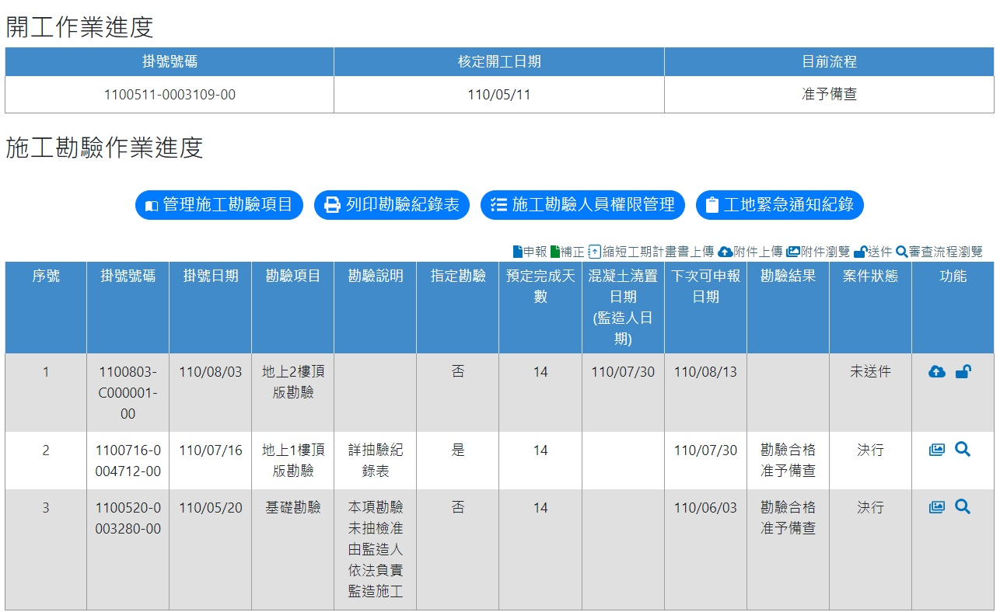 開工作業進度
掛號號碼 核定開工日期 目前流程
1100511-0003109-00 110/05/11 准予備查
施工勘驗作業進度
管理施工勘驗項目 列印勘驗紀錄表 施工勘驗人員權限管理 工地緊急通知紀錄
申報 補正 縮短工期計畫書上傳 附件上傳 附件瀏覽 送件 審查流程瀏覽
序號
掛號號碼
掛號日期
勘驗項目
勘驗說明
指定勘驗
預定完成天
數
混凝土澆置
日期
(監造人日
期)
下次可申報
日期
勘驗結果
案件狀態
功能
1
1100803-
C000001-
00
110/08/03
地上2樓頂
版勘驗
否
14
110/07/30
110/08/13
未送件
2
1100716-0
004712-00
110/07/16
地上1樓頂
版勘驗
詳抽驗紀
錄表
是
14
110/07/30
勘驗合格
准予備查
決行
3
1100520-0
003280-00
110/05/20
基礎勘驗
本項勘驗
未抽檢准
由監造人
依法負責
監造施工
否
14
110/06/03
勘驗合格
准予備查
決行